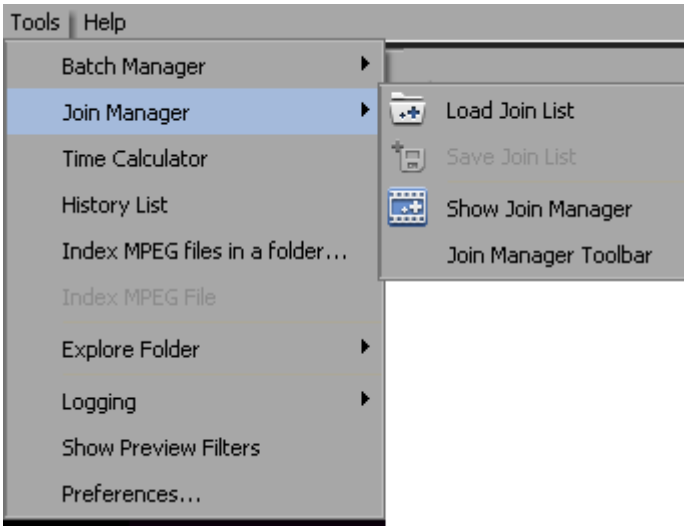 Tools Help
Batch Manager
Join Manager
Time Calculator
History List
Index MPEG files in a folder...
Index MPEG File
Explore Folder
Logging
Show Preview Filters
Preferences...
Load Join List
Save Join List
Show Join Manager
Join Manager Toolbar